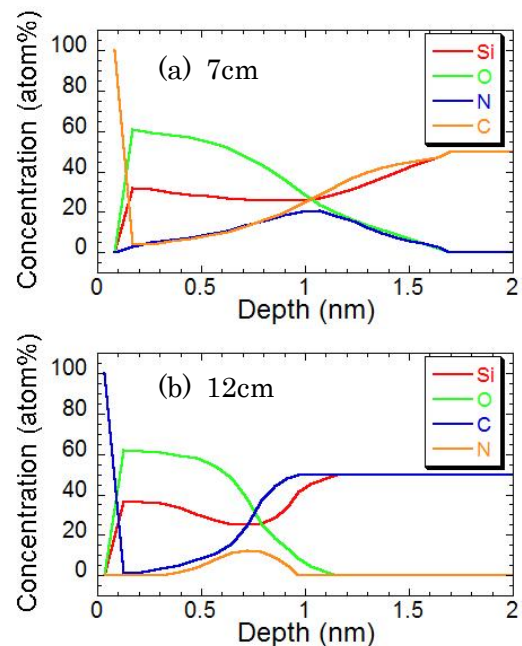 Concentration (atom%)
100
80
60
40
20
0
(a) 7cm
Si
O
N
C
0 0.5 1 1.5 2
Depth (nm)
Concentration (atom%)
100
80
60
40
20
0
(b) 12cm
Si
O
C
N
0 0.5 1 1.5 2
Depth (nm)